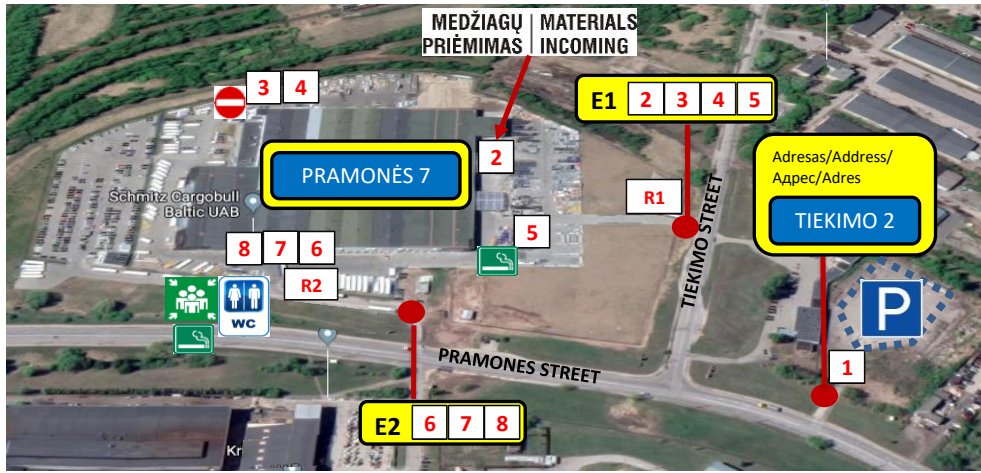 MEDŽIAGŲ | MATERIALS
PRIĖMIMAS | INCOMING
3 4
E1 2 3 4 5
2
PRAMONĖS 7
Adresas/Address/
Адрес/Adres
TIEKIMO 2
Schmitz Cargobull
Baltic UAB
R1
5
8 7 6
R2
TIEKIMO STREET
P
WC
PRAMONES STREET
1
E2 6 7 8
Kr